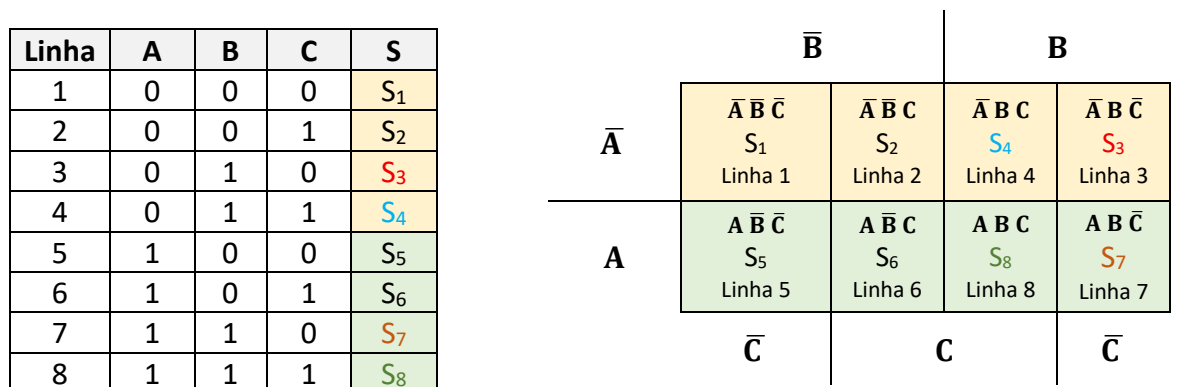 Linha A B C S
1 0 0 0 S₁
2 0 0 1 S₂
3 0 1 0 S₃
4 0 1 1 S₄
5 1 0 0 S₅
6 1 0 1 S₆
7 1 1 0 S₇
8 1 1 1 S₈
B̅ B
A̅ B̅ C̅ A̅ B̅ C A̅ B C A̅ B C̅
A̅ S₁ S₂ S₄ S₃
Linha 1 Linha 2 Linha 4 Linha 3
A B̅ C̅ A B̅ C A B C A B C̅
A S₅ S₆ S₈ S₇
Linha 5 Linha 6 Linha 8 Linha 7
C̅ C C̅